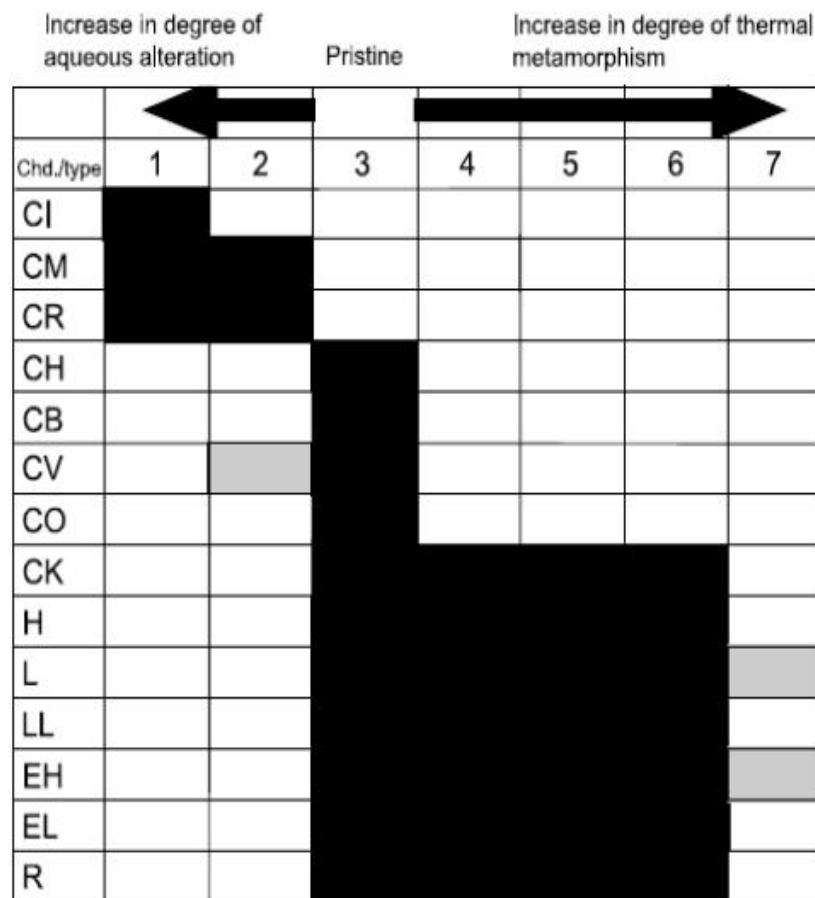 Increase in degree of
aqueous alteration
Pristine
Increase in degree of thermal
metamorphism
Chd./type 1 2 3 4 5 6 7
CI
CM
CR
CH
CB
CV
CO
CK
H
L
LL
EH
EL
R